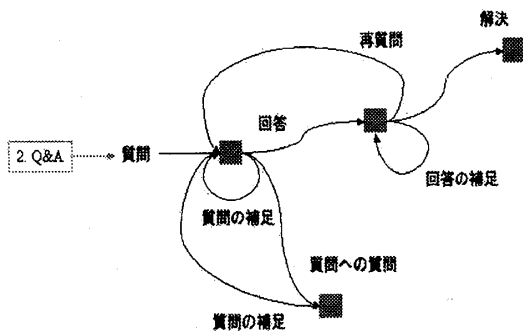 解決
再質問
回答
2. Q&A
質問
回答の補足
質問の補足
質問への質問
質問の補足